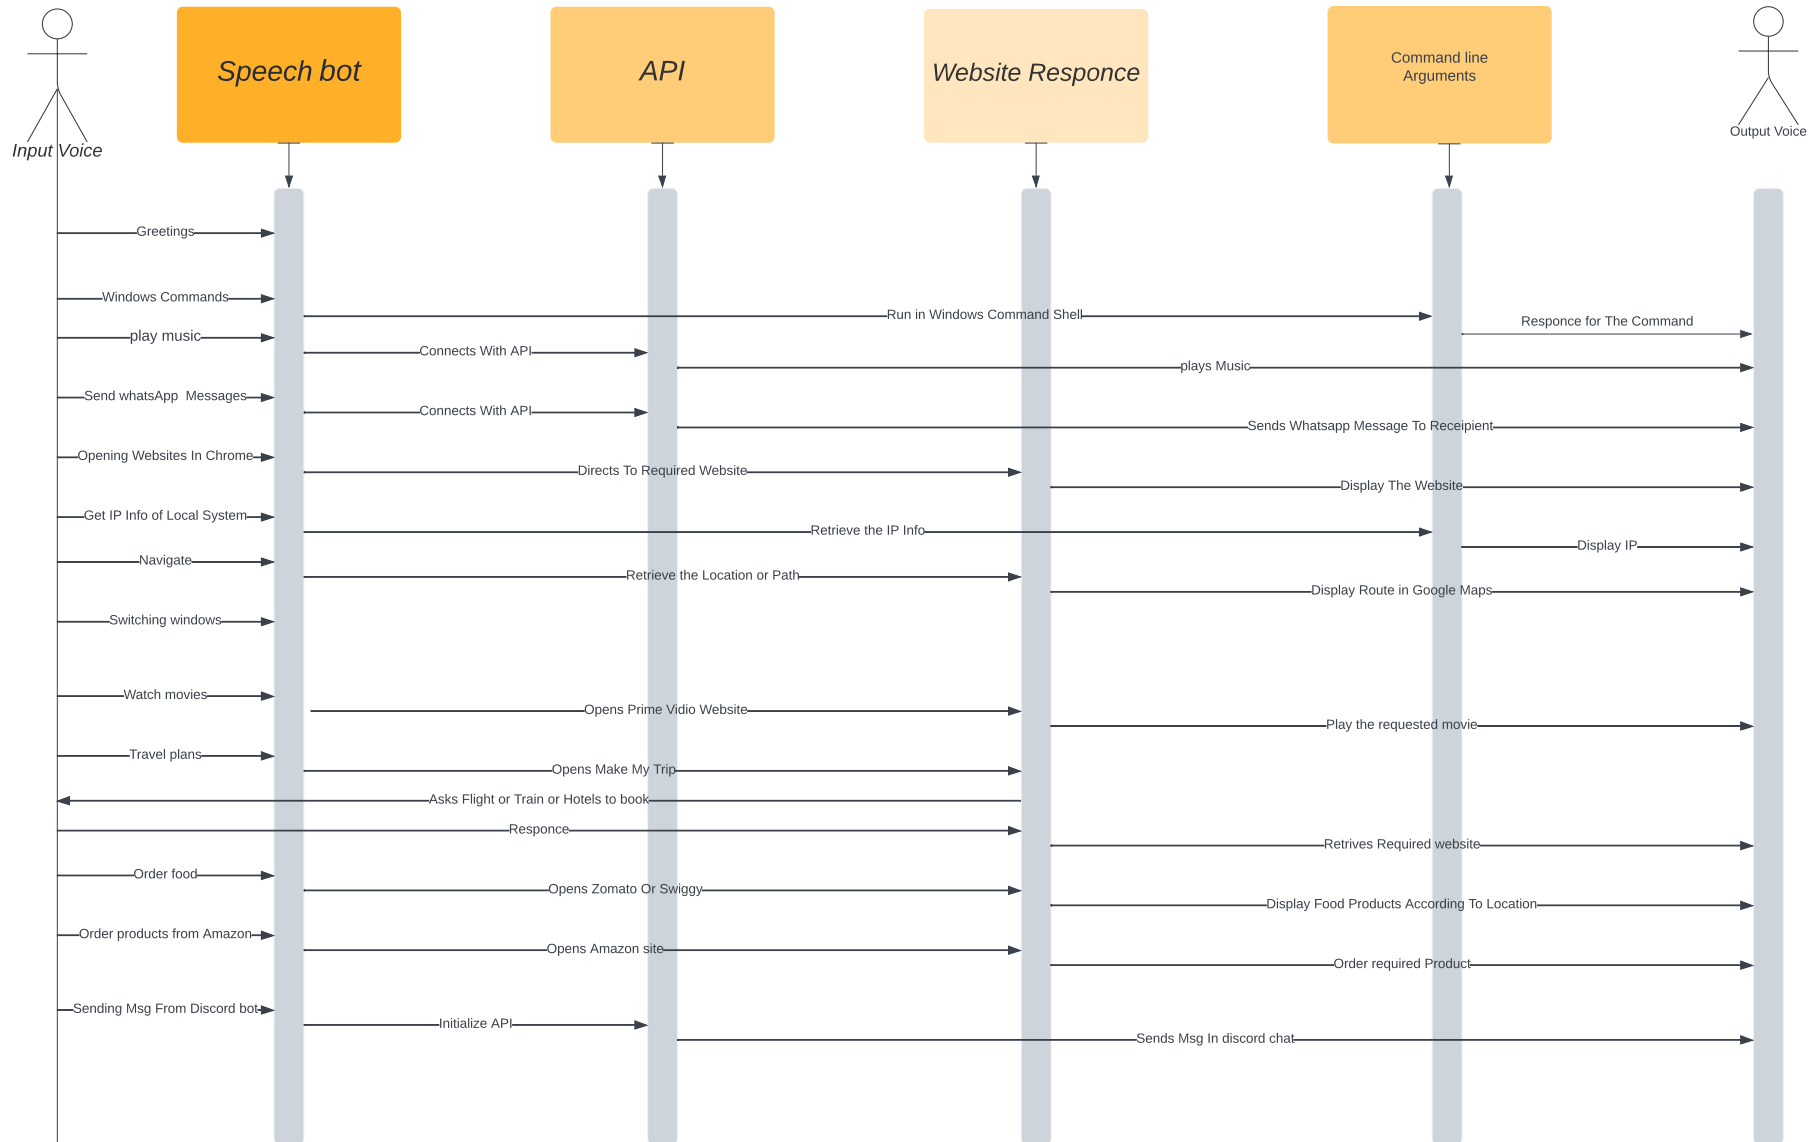 Input Voice
Speech bot
API
Website Responce
Command line
Arguments
Output Voice
Greetings
Windows Commands
Run in Windows Command Shell
Responce for The Command
play music
Connects With API
plays Music
Send whatsApp  Messages
Connects With API
Sends Whatsapp Message To Receipient
Opening Websites In Chrome
Directs To Required Website
Display The Website
Get IP Info of Local System
Retrieve the IP Info
Display IP
Navigate
Retrieve the Location or Path
Display Route in Google Maps
Switching windows
Watch movies
Opens Prime Vidio Website
Play the requested movie
Travel plans
Opens Make My Trip
Asks Flight or Train or Hotels to book
Responce
Retrives Required website
Order food
Opens Zomato Or Swiggy
Display Food Products According To Location
Order products from Amazon
Opens Amazon site
Order required Product
Sending Msg From Discord bot
Initialize API
Sends Msg In discord chat